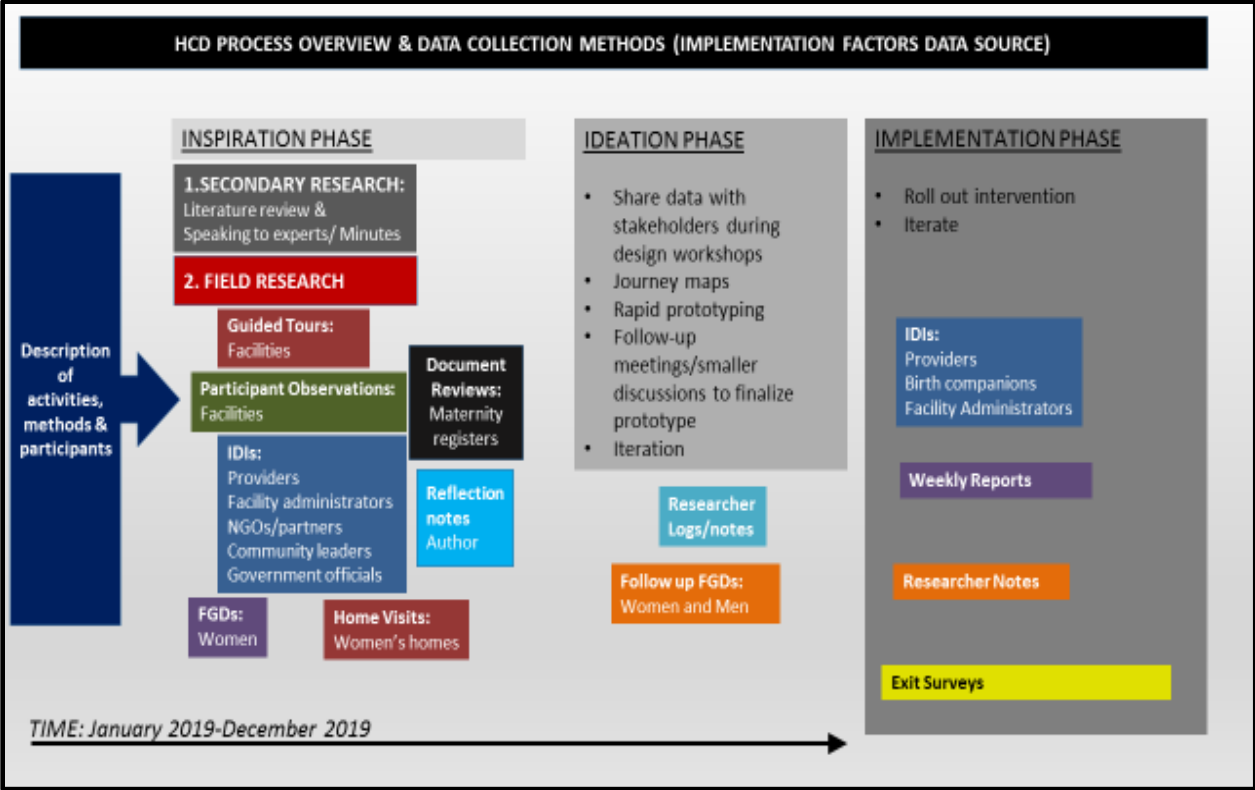 HCD PROCESS OVERVIEW & DATA COLLECTION METHODS (IMPLEMENTATION FACTORS DATA SOURCE)
Description
of
activities,
methods &
participants
INSPIRATION PHASE
1.SECONDARY RESEARCH:
Literature review &
Speaking to experts/ Minutes
2. FIELD RESEARCH
Guided Tours:
Facilities
Participant Observations:
Facilities
IDIs:
Providers
Facility administrators
NGOs/partners
Community leaders
Government officials
Document
Reviews:
Maternity
registers
Reflection
notes
Author
FGDs:
Women
Home Visits:
Women's homes
IDEATION PHASE
• Share data with
stakeholders during
design workshops
• Journey maps
• Rapid prototyping
• Follow-up
meetings/smaller
discussions to finalize
prototype
• Iteration
Researcher
Logs/notes
Follow up FGDs:
Women and Men
IMPLEMENTATION PHASE
• Roll out intervention
• Iterate
IDIs:
Providers
Birth companions
Facility Administrators
Weekly Reports
Researcher Notes
Exit Surveys
TIME: January 2019-December 2019